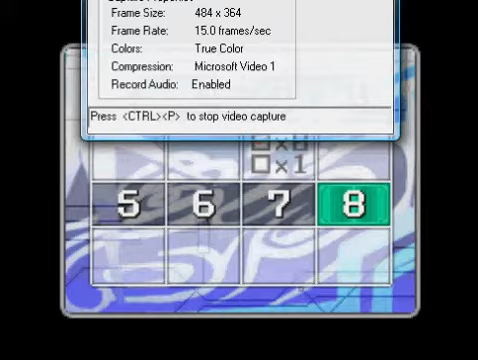 Frame Size: 484 x 364
Frame Rate: 15.0 frames/sec
Colors: True Color
Compression: Microsoft Video 1
Record Audio: Enabled
Press <CTRL><P> to stop video capture
x1
5 6 7 8